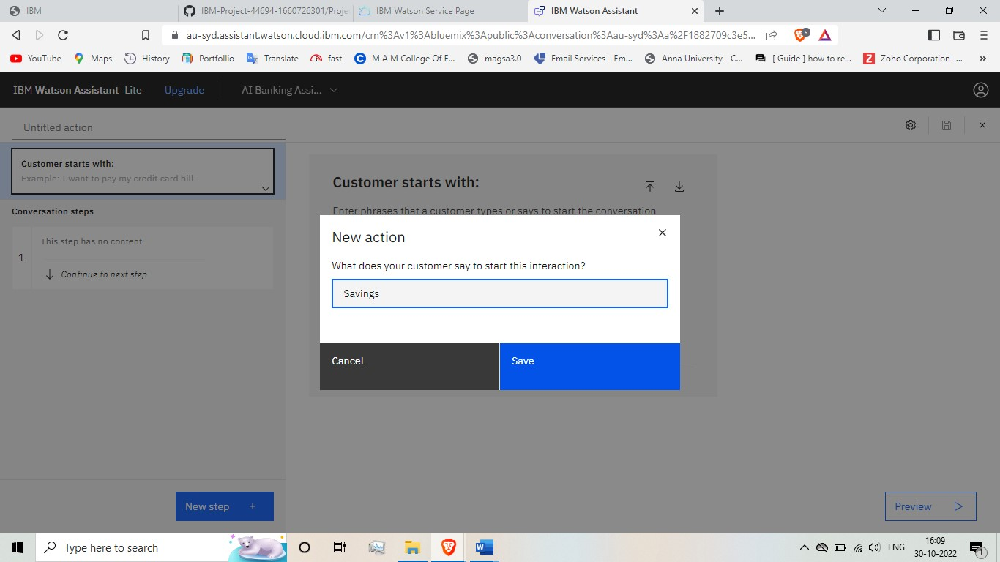 IBM
IBM-Project-44694-1660726301/Proje
IBM Watson Service Page
IBM Watson Assistant
au-syd.assistant.watson.cloud.ibm.com/crn%3Av1%3Abluemix%3Apublic%3Aconversation%3Aau-syd%3Aa%2F1882709c3e5...
6
YouTube
Maps
History
Portfollio
Translate
fast
M A M College Of E...
magsa3.0
Email Services - Em...
Anna University - C...
[ Guide ] how to re...
Zoho Corporation -...
IBM Watson Assistant Lite
Upgrade
AI Banking Assi...
Untitled action
Customer starts with:
Example: I want to pay my credit card bill.
Conversation steps
1
This step has no content
Continue to next step
Customer starts with:
Enter phrases that a customer types or says to start the conversation
New action
What does your customer say to start this interaction?
Savings
Cancel
Save
New step +
Preview
Type here to search
ENG
16:09
30-10-2022
1